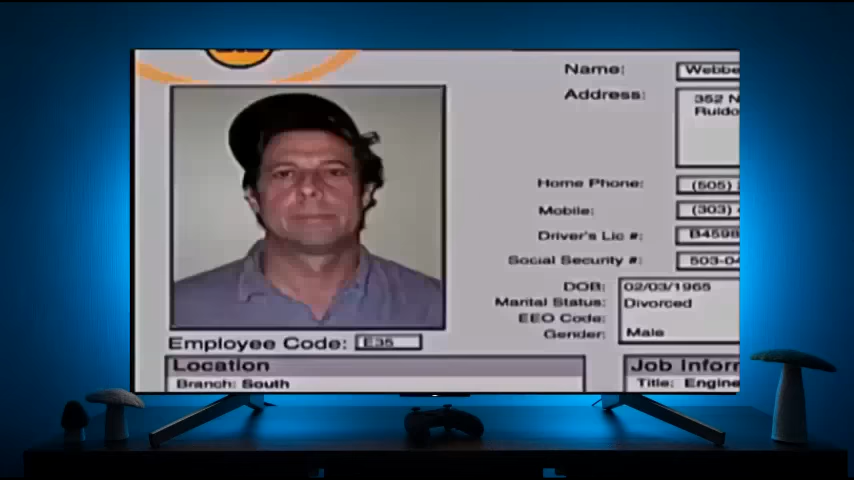 Name: Webbe
Address: 352 N
Ruido
Home Phone: (505)
Mobile: (303)
Driver's Lic #: B4598
Social Security #: 503-04
DOB: 02/03/1965
Marital Status: Divorced
EEO Code:
Gender: Male
Employee Code: E35
Location
Branch: South
Job Inforr
Title: Engine